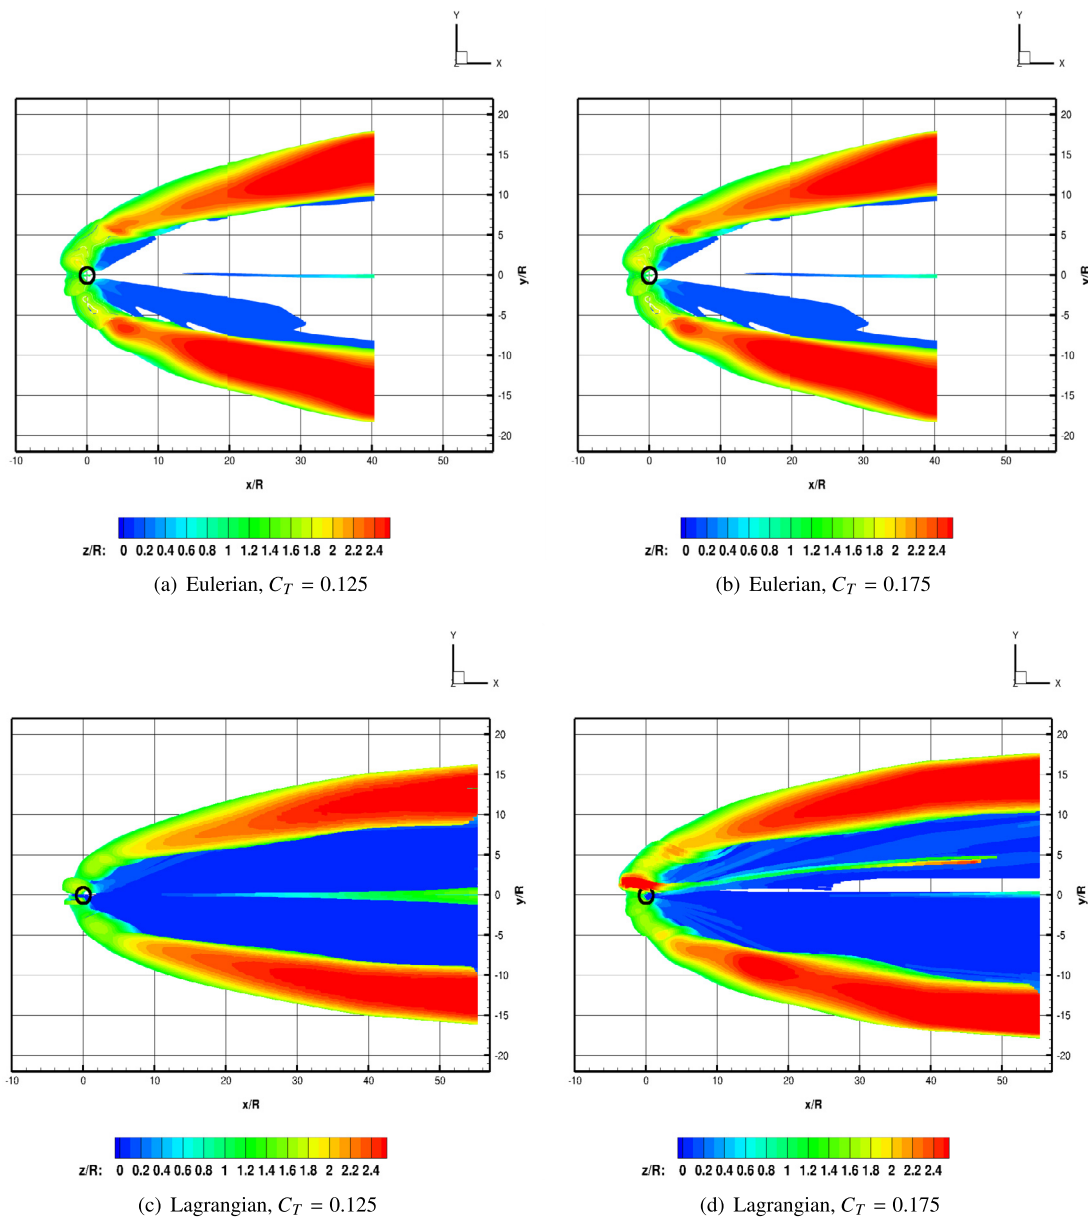 Y Y
Z X Z X
20 20
15 15
10 10
5 5
0 0
-5 -5
-10 -10
-15 -15
-20 -20
y/R y/R
-10 0 10 20 30 40 50 -10 0 10 20 30 40 50
x/R x/R
z/R: 0 0.2 0.4 0.6 0.8 1 1.2 1.4 1.6 1.8 2 2.2 2.4 z/R: 0 0.2 0.4 0.6 0.8 1 1.2 1.4 1.6 1.8 2 2.2 2.4
(a) Eulerian, C_T = 0.125 (b) Eulerian, C_T = 0.175
Y Y
Z X Z X
20 20
15 15
10 10
5 5
0 0
-5 -5
-10 -10
-15 -15
-20 -20
y/R y/R
-10 0 10 20 30 40 50 -10 0 10 20 30 40 50
x/R x/R
z/R: 0 0.2 0.4 0.6 0.8 1 1.2 1.4 1.6 1.8 2 2.2 2.4 z/R: 0 0.2 0.4 0.6 0.8 1 1.2 1.4 1.6 1.8 2 2.2 2.4
(c) Lagrangian, C_T = 0.125 (d) Lagrangian, C_T = 0.175